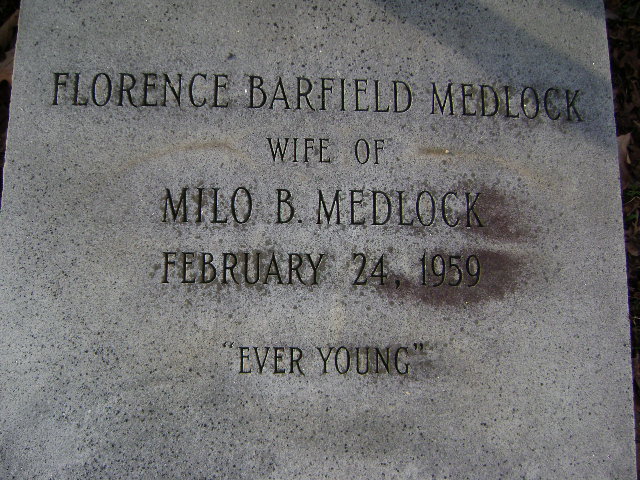 FLORENCE BARFIELD MEDLOCK
WIFE OF
MILO B. MEDLOCK
FEBRUARY 24, 1959
"EVER YOUNG"